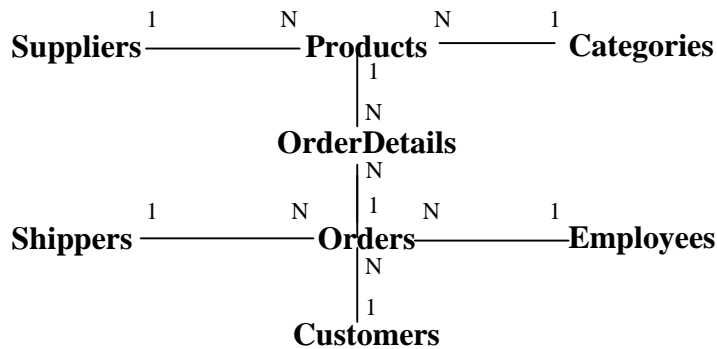 1 N N 1
Suppliers Products Categories
1
N
OrderDetails
N
1 N 1 N 1
Shippers Orders Employees
N
1
Customers